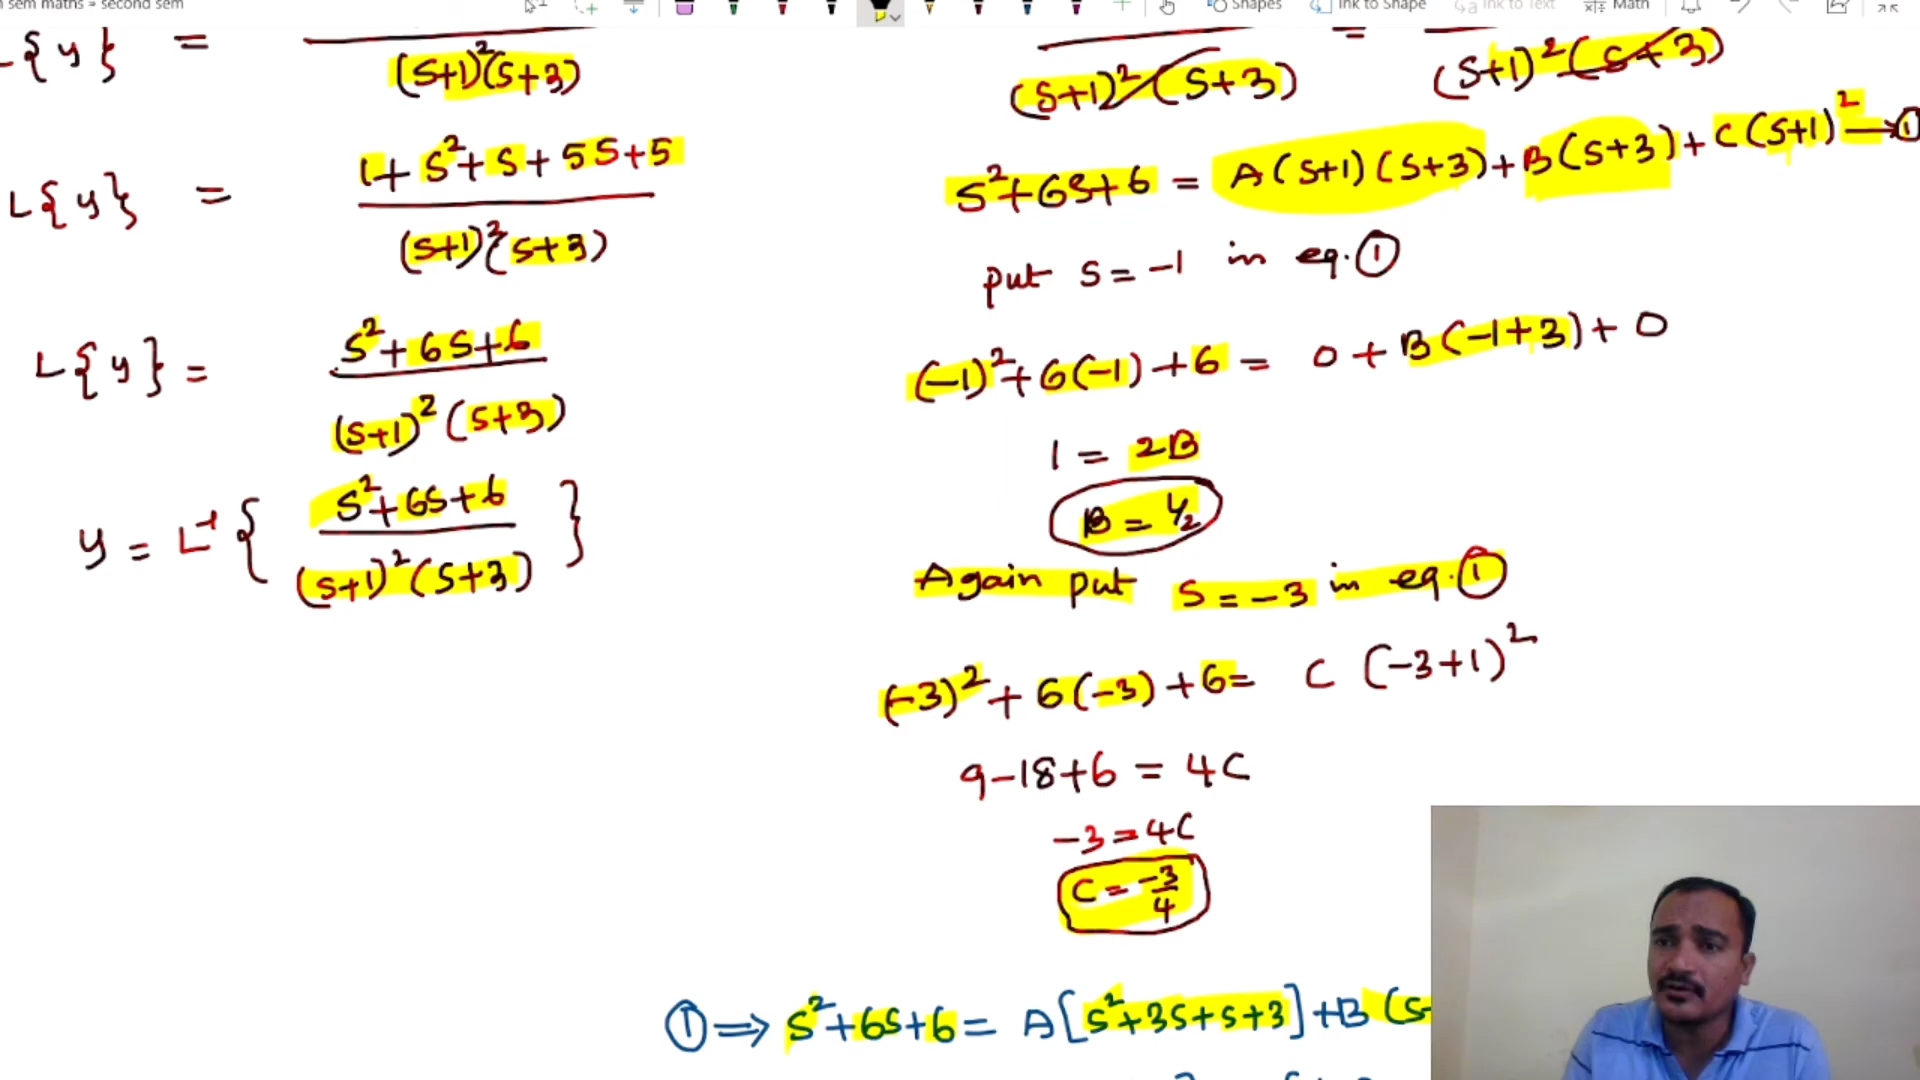 sem maths = second sem
Shapes Ink to Shape Ink to Text Math
L{y} =
(S+1)²(S+3)
L{y} = 1+S²+S+5S+5
(S+1)²(S+3)
L{y} = S²+6S+6
(S+1)²(S+3)
y = L⁻¹{ S²+6S+6
(S+1)²(S+3) }
=
(S+1)²(S+3) (S+1)²(S+3)
S²+6S+6 = A(S+1)(S+3)+B(S+3)+C(S+1)² → ①
put S = -1 in eq. ①
(-1)²+6(-1)+6 = 0+B(-1+3)+0
1 = 2B
B = 1/2
Again put S = -3 in eq. ①
(-3)²+6(-3)+6 = C(-3+1)²
9-18+6 = 4C
-3 = 4C
C = -3/4
① ⇒ S²+6S+6 = A[S²+3S+S+3]+B(S